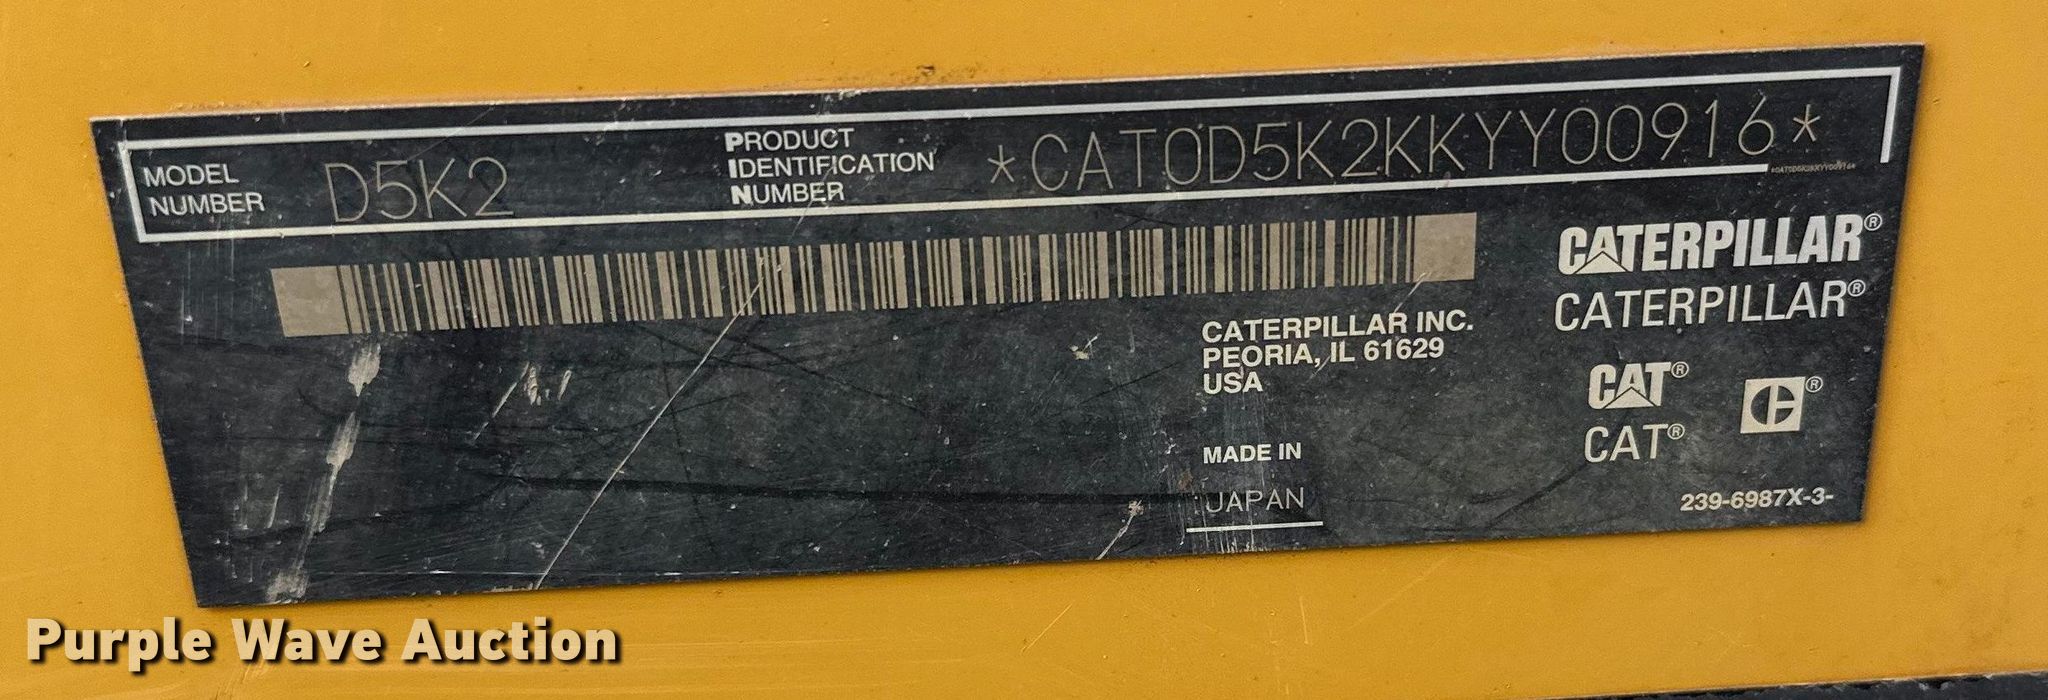 MODEL NUMBER D5K2
PRODUCT IDENTIFICATION NUMBER *CAT0D5K2KKYY00916*
*CAT0D5K2KKYY00916*
CATERPILLAR®
CATERPILLAR®
CATERPILLAR INC.
PEORIA, IL 61629
USA
CAT®
CAT®
C®
MADE IN
JAPAN
239-6987X-3-
Purple Wave Auction